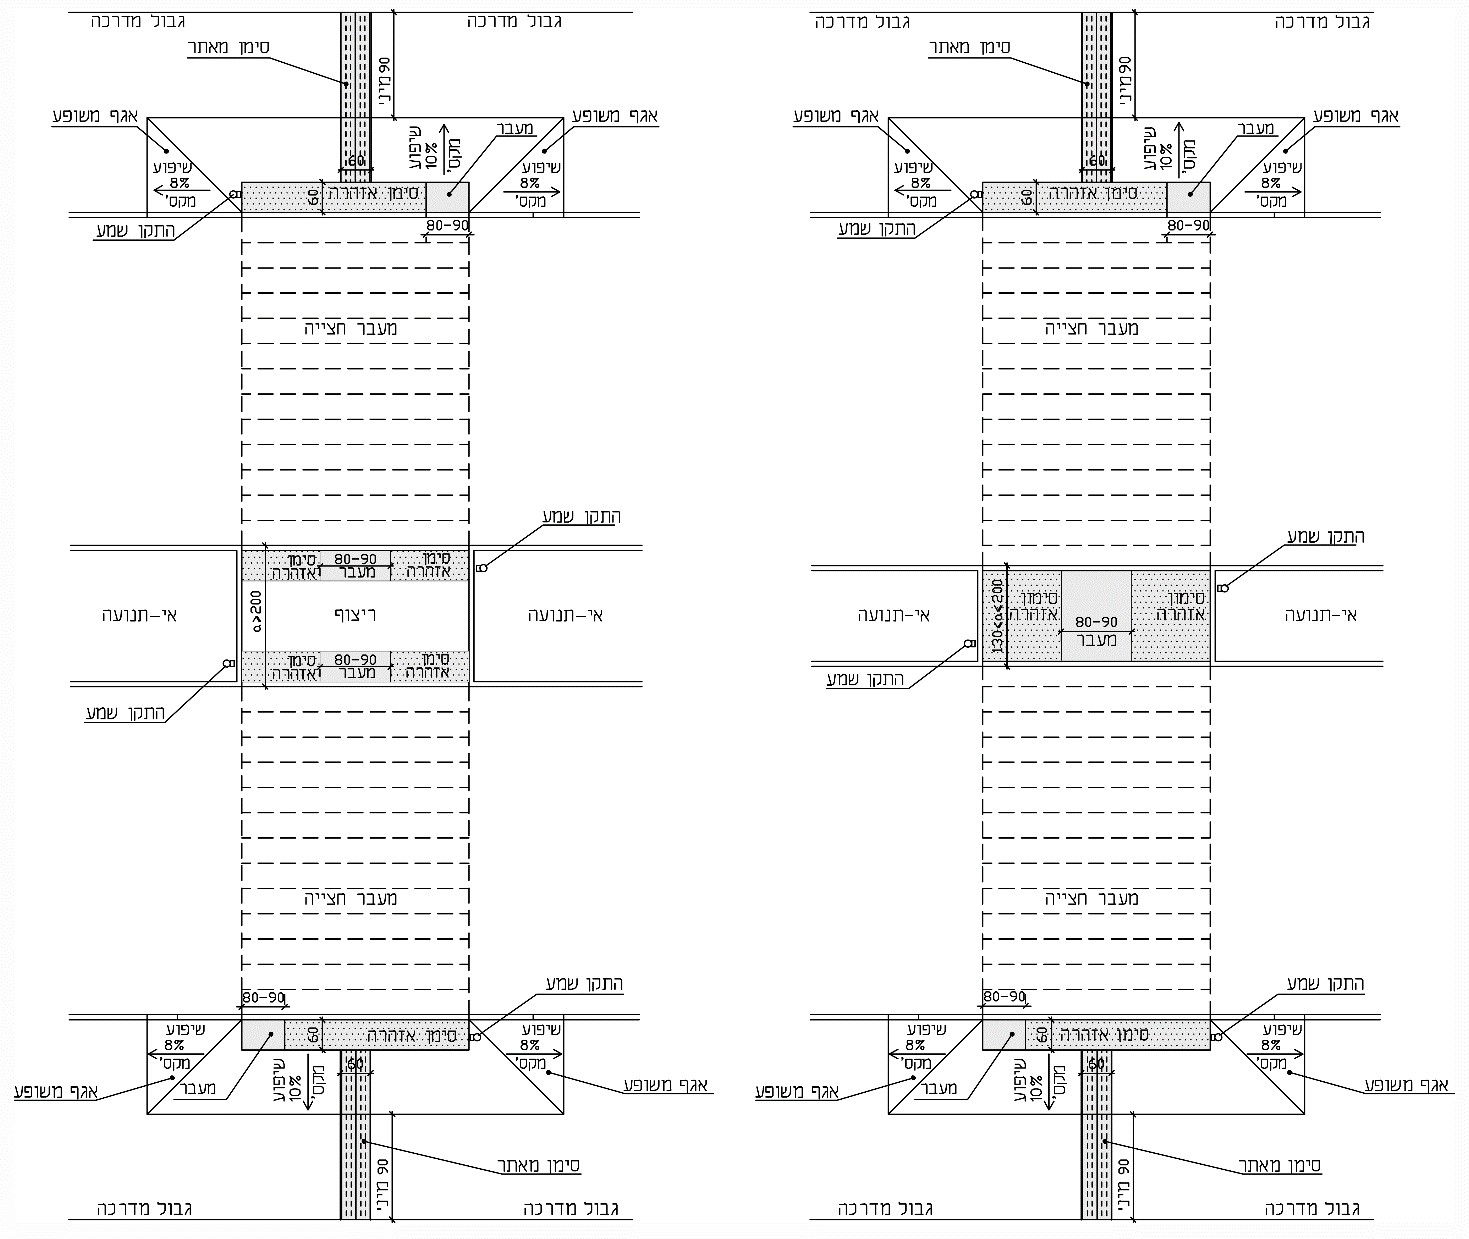 גבול מדרכה
גבול מדרכה
סימן מאתר
90 מיני'
אגף משופע
אגף משופע
מעבר
שיפוע
8%
מקס'
שיפוע
10%
מקס'
שיפוע
8%
מקס'
60
60
סימן אזהרה
התקן שמע
80-90
מעבר חצייה
התקן שמע
סימן
אזהרה
80-90
מעבר
סימן
אזהרה
אי-תנועה
a>200
ריצוף
אי-תנועה
סימן
אזהרה
80-90
מעבר
סימן
אזהרה
התקן שמע
מעבר חצייה
התקן שמע
80-90
שיפוע
8%
מקס'
60
סימן אזהרה
שיפוע
8%
מקס'
60
אגף משופע
מעבר
שיפוע
10%
מקס'
אגף משופע
סימן מאתר
90 מיני'
גבול מדרכה
גבול מדרכה
גבול מדרכה
גבול מדרכה
סימן מאתר
90 מיני'
אגף משופע
אגף משופע
מעבר
שיפוע
8%
מקס'
שיפוע
10%
מקס'
שיפוע
8%
מקס'
60
60
סימן אזהרה
התקן שמע
80-90
מעבר חצייה
התקן שמע
סימון
אזהרה
130<a<200
80-90
מעבר
סימון
אזהרה
אי-תנועה
אי-תנועה
התקן שמע
מעבר חצייה
התקן שמע
80-90
שיפוע
8%
מקס'
60
סימן אזהרה
שיפוע
8%
מקס'
60
אגף משופע
מעבר
שיפוע
10%
מקס'
אגף משופע
סימן מאתר
90 מיני'
גבול מדרכה
גבול מדרכה